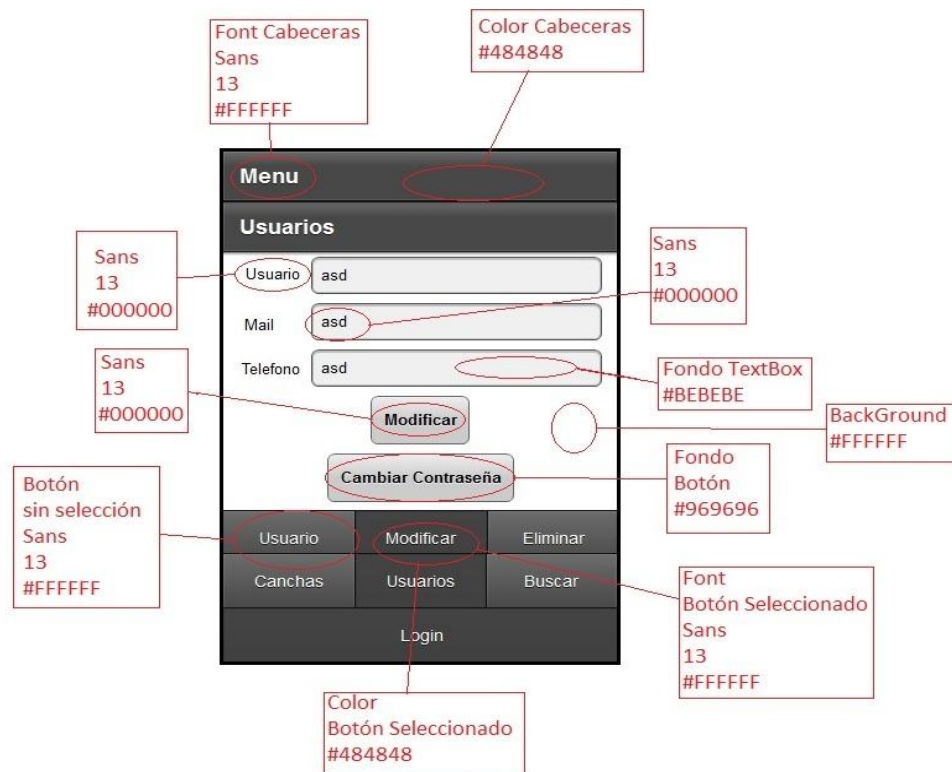 Font Cabeceras
Sans
13
#FFFFFF
Color Cabeceras
#484848
Menu
Usuarios
Sans
13
#000000
Usuario
asd
Sans
13
#000000
Mail
asd
Sans
13
#000000
Telefono
asd
Fondo TextBox
#BEBEBE
Modificar
BackGround
#FFFFFF
Cambiar Contraseña
Fondo
Botón
#969696
Botón
sin selección
Sans
13
#FFFFFF
Usuario
Modificar
Eliminar
Canchas
Usuarios
Buscar
Font
Botón Seleccionado
Sans
13
#FFFFFF
Login
Color
Botón Seleccionado
#484848